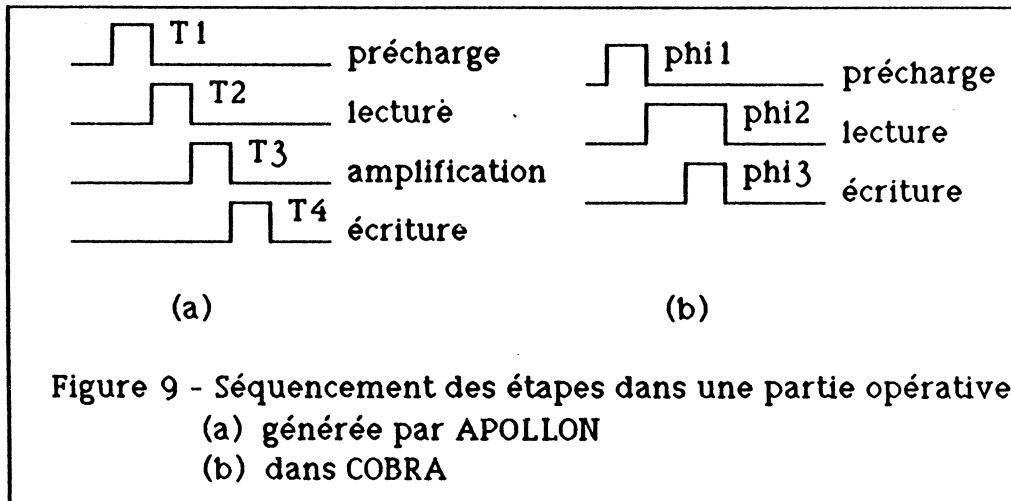 T1
précharge
T2
lecture
T3
amplification
T4
écriture
(a)
phi1
précharge
phi2
lecture
phi3
écriture
(b)
Figure 9 - Séquencement des étapes dans une partie opérative
(a) générée par APOLLON
(b) dans COBRA